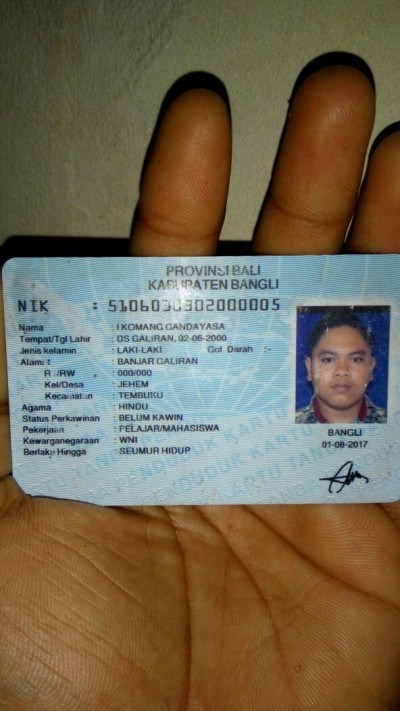 PROVINSI BALI
KABUPATEN BANGLI
NIK : 5106030302000005
Nama : I KOMANG GANDAYASA
Tempat/Tgl Lahir : DS GALIRAN, 02-06-2000
Jenis kelamin : LAKI-LAKI Gol. Darah :-
Alamat : BANJAR GALIRAN
RT/RW : 000/000
Kel/Desa : JEHEM
Kecamatan : TEMBUKU
Agama : HINDU
Status Perkawinan : BELUM KAWIN
Pekerjaan : PELAJAR/MAHASISWA
Kewarganegaraan : WNI
Berlaku Hingga : SEUMUR HIDUP
BANGLI
01-08-2017